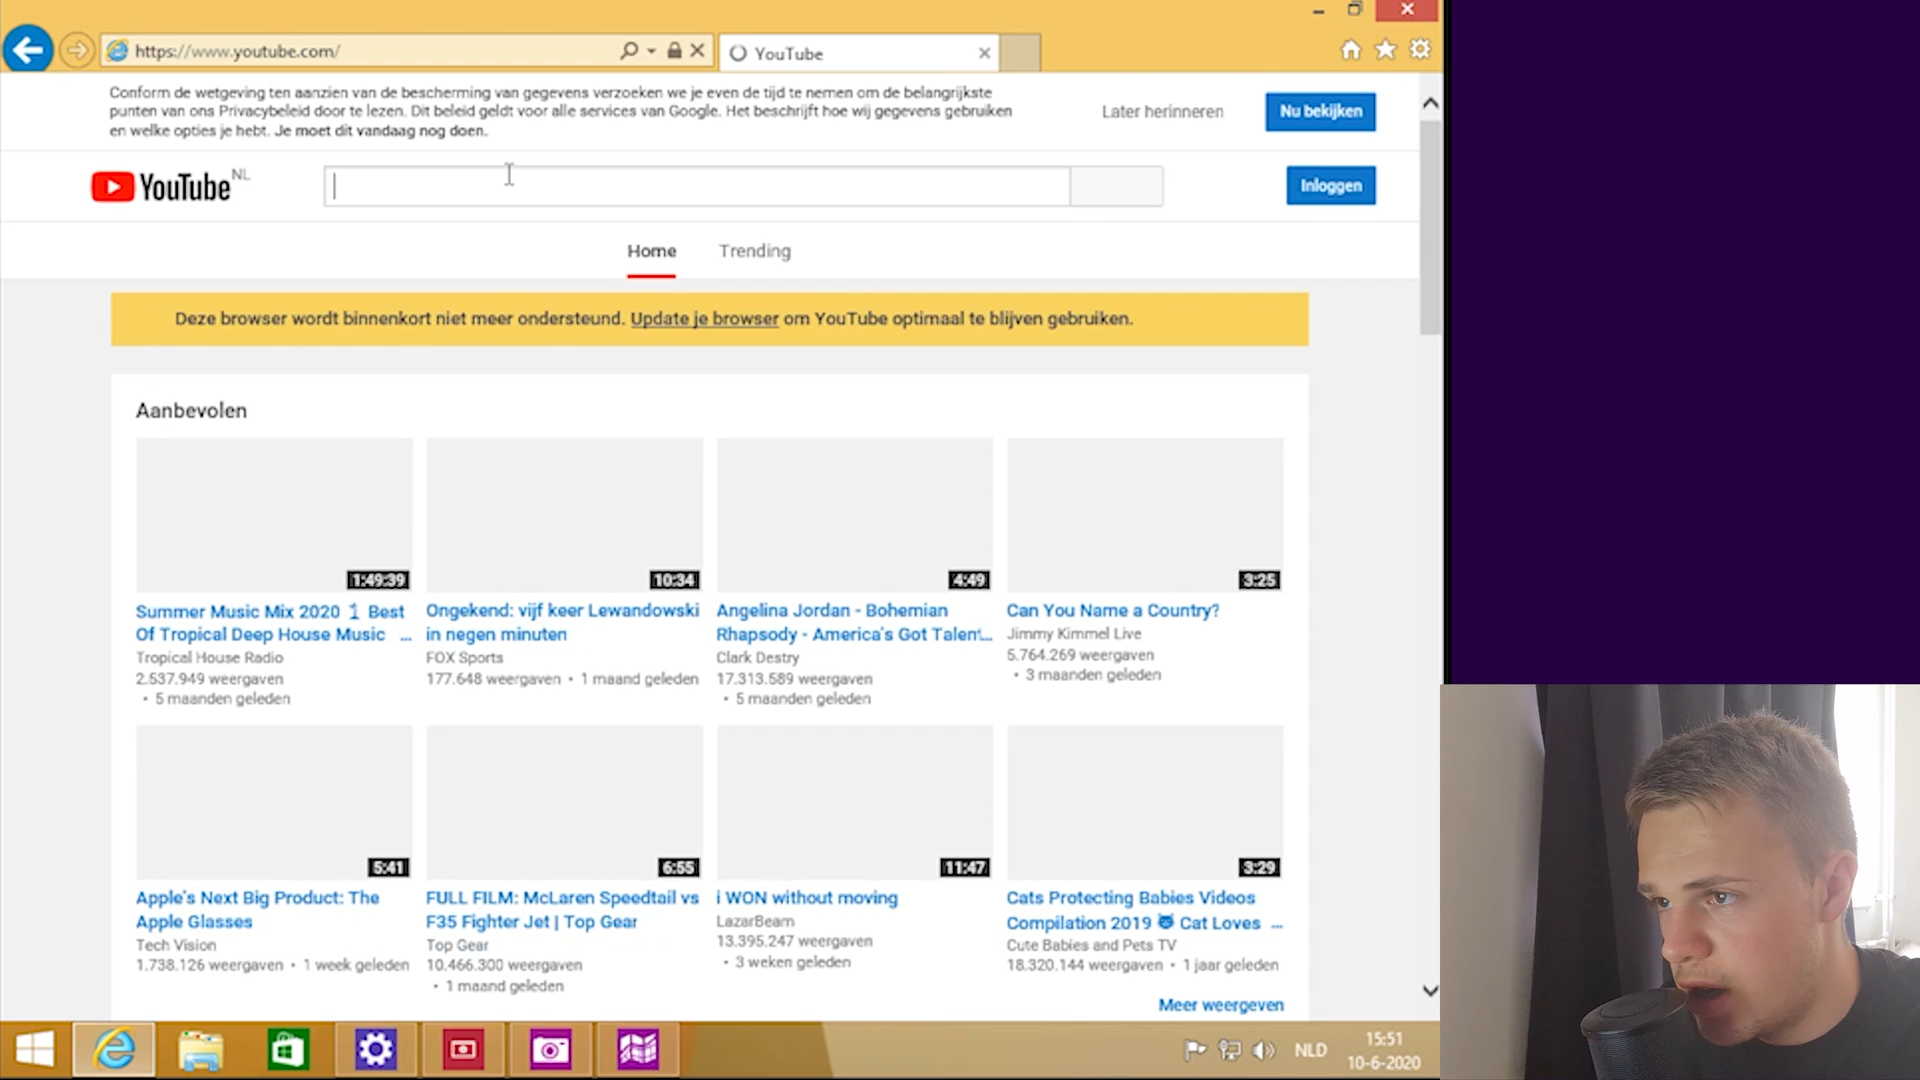 https://www.youtube.com/
YouTube
Conform de wetgeving ten aanzien van de bescherming van gegevens verzoeken we je even de tijd te nemen om de belangrijkste
punten van ons Privacybeleid door te lezen. Dit beleid geldt voor alle services van Google. Het beschrijft hoe wij gegevens gebruiken
en welke opties je hebt. Je moet dit vandaag nog doen.
Later herinneren
Nu bekijken
YouTube NL
Inloggen
Home Trending
Deze browser wordt binnenkort niet meer ondersteund. Update je browser om YouTube optimaal te blijven gebruiken.
Aanbevolen
1:49:39
10:34
4:49
3:25
Summer Music Mix 2020 🏝 Best
Of Tropical Deep House Music ...
Tropical House Radio
2.537.949 weergaven
• 5 maanden geleden
Ongekend: vijf keer Lewandowski
in negen minuten
FOX Sports
177.648 weergaven • 1 maand geleden
Angelina Jordan - Bohemian
Rhapsody - America's Got Talent...
Clark Destry
17.313.589 weergaven
• 5 maanden geleden
Can You Name a Country?
Jimmy Kimmel Live
5.764.269 weergaven
• 3 maanden geleden
5:41
6:55
11:47
3:29
Apple's Next Big Product: The
Apple Glasses
Tech Vision
1.738.126 weergaven • 1 week geleden
FULL FILM: McLaren Speedtail vs
F35 Fighter Jet | Top Gear
Top Gear
10.466.300 weergaven
• 1 maand geleden
i WON without moving
LazarBeam
13.395.247 weergaven
• 3 weken geleden
Cats Protecting Babies Videos
Compilation 2019 🐱 Cat Loves ...
Cute Babies and Pets TV
18.320.144 weergaven • 1 jaar geleden
Meer weergeven
NLD
15:51
10-6-2020